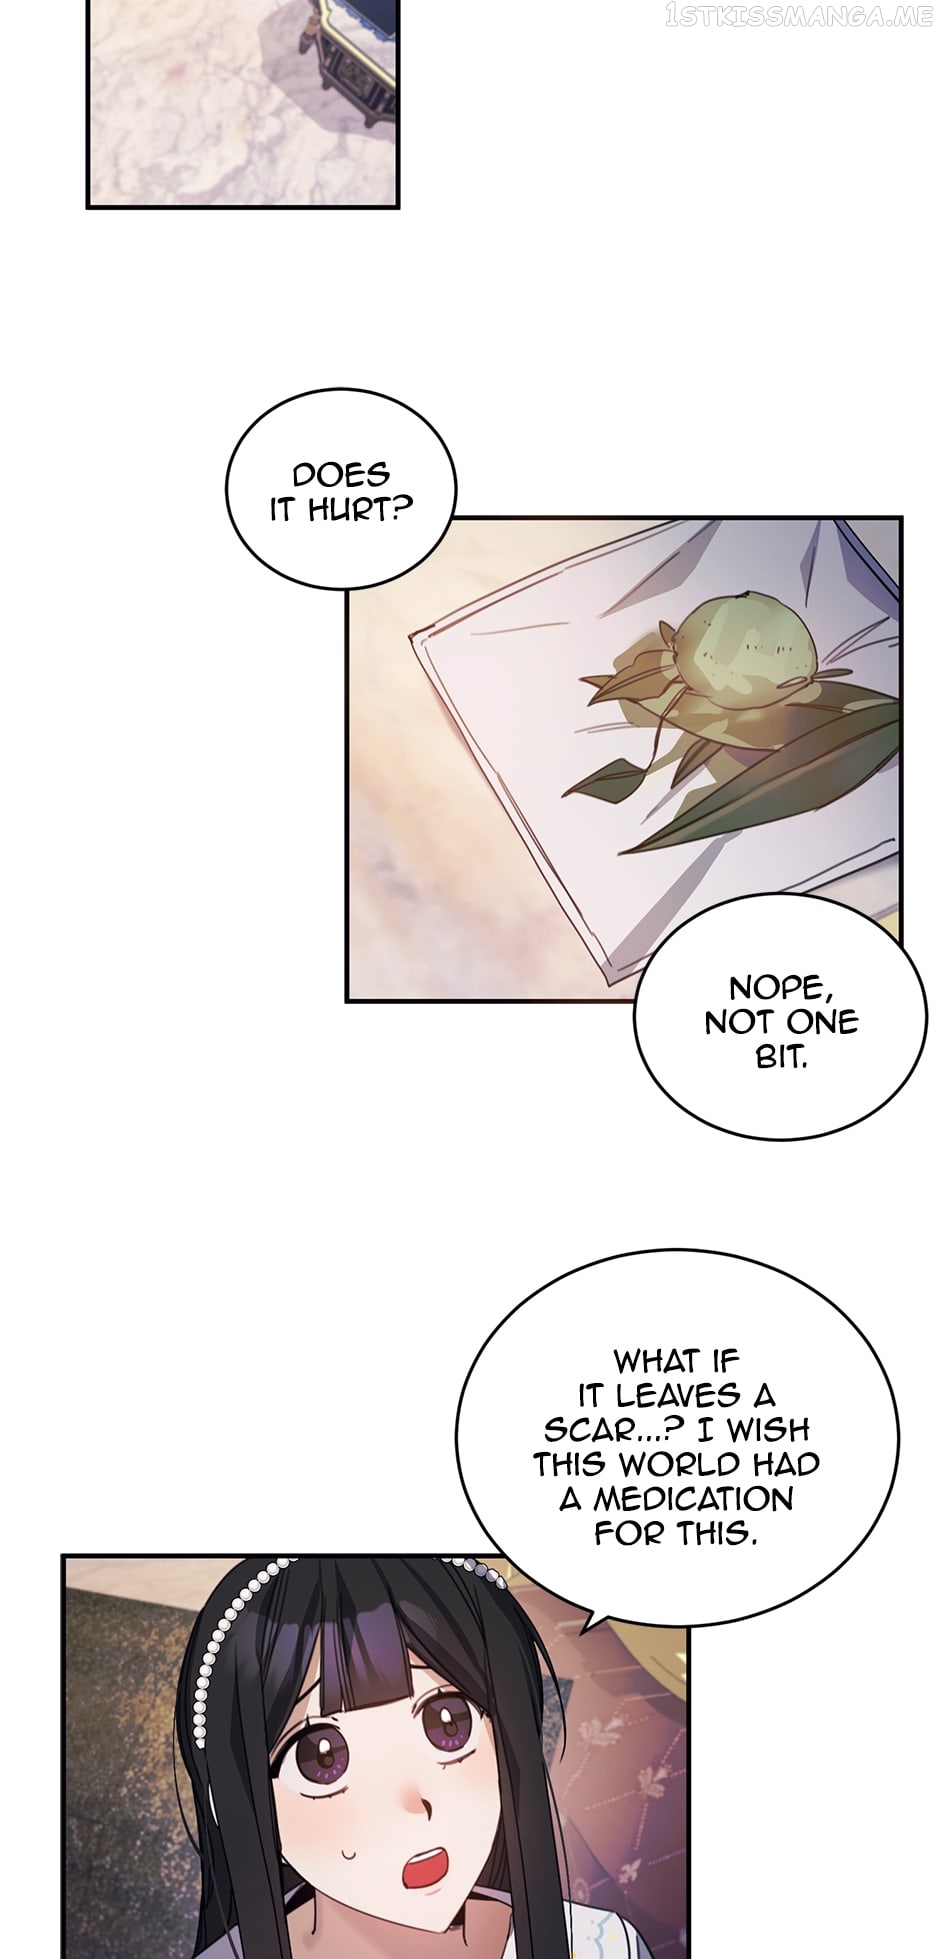 1STKISSMANGA.ME
DOES
IT HURT?
NOPE,
NOT ONE
BIT.
WHAT IF
IT LEAVES A
SCAR...? I WISH
THIS WORLD HAD
A MEDICATION
FOR THIS.